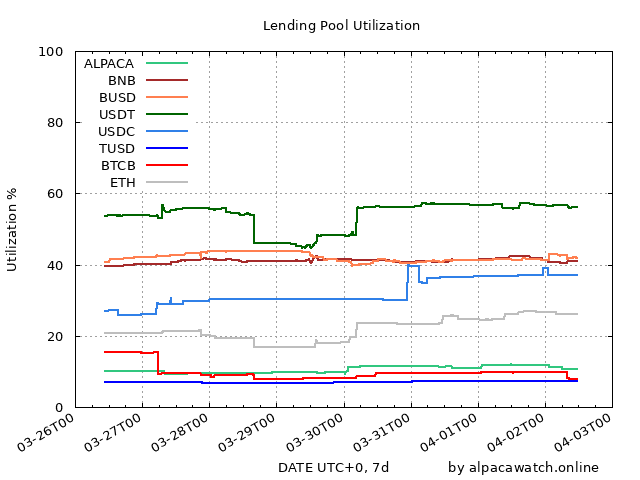 Lending Pool Utilization
Utilization %
100
80
60
40
20
0
ALPACA
BNB
BUSD
USDT
USDC
TUSD
BTCB
ETH
03-26T00
03-27T00
03-28T00
03-29T00
03-30T00
03-31T00
04-01T00
04-02T00
04-03T00
DATE UTC+0, 7d
by alpacawatch.online